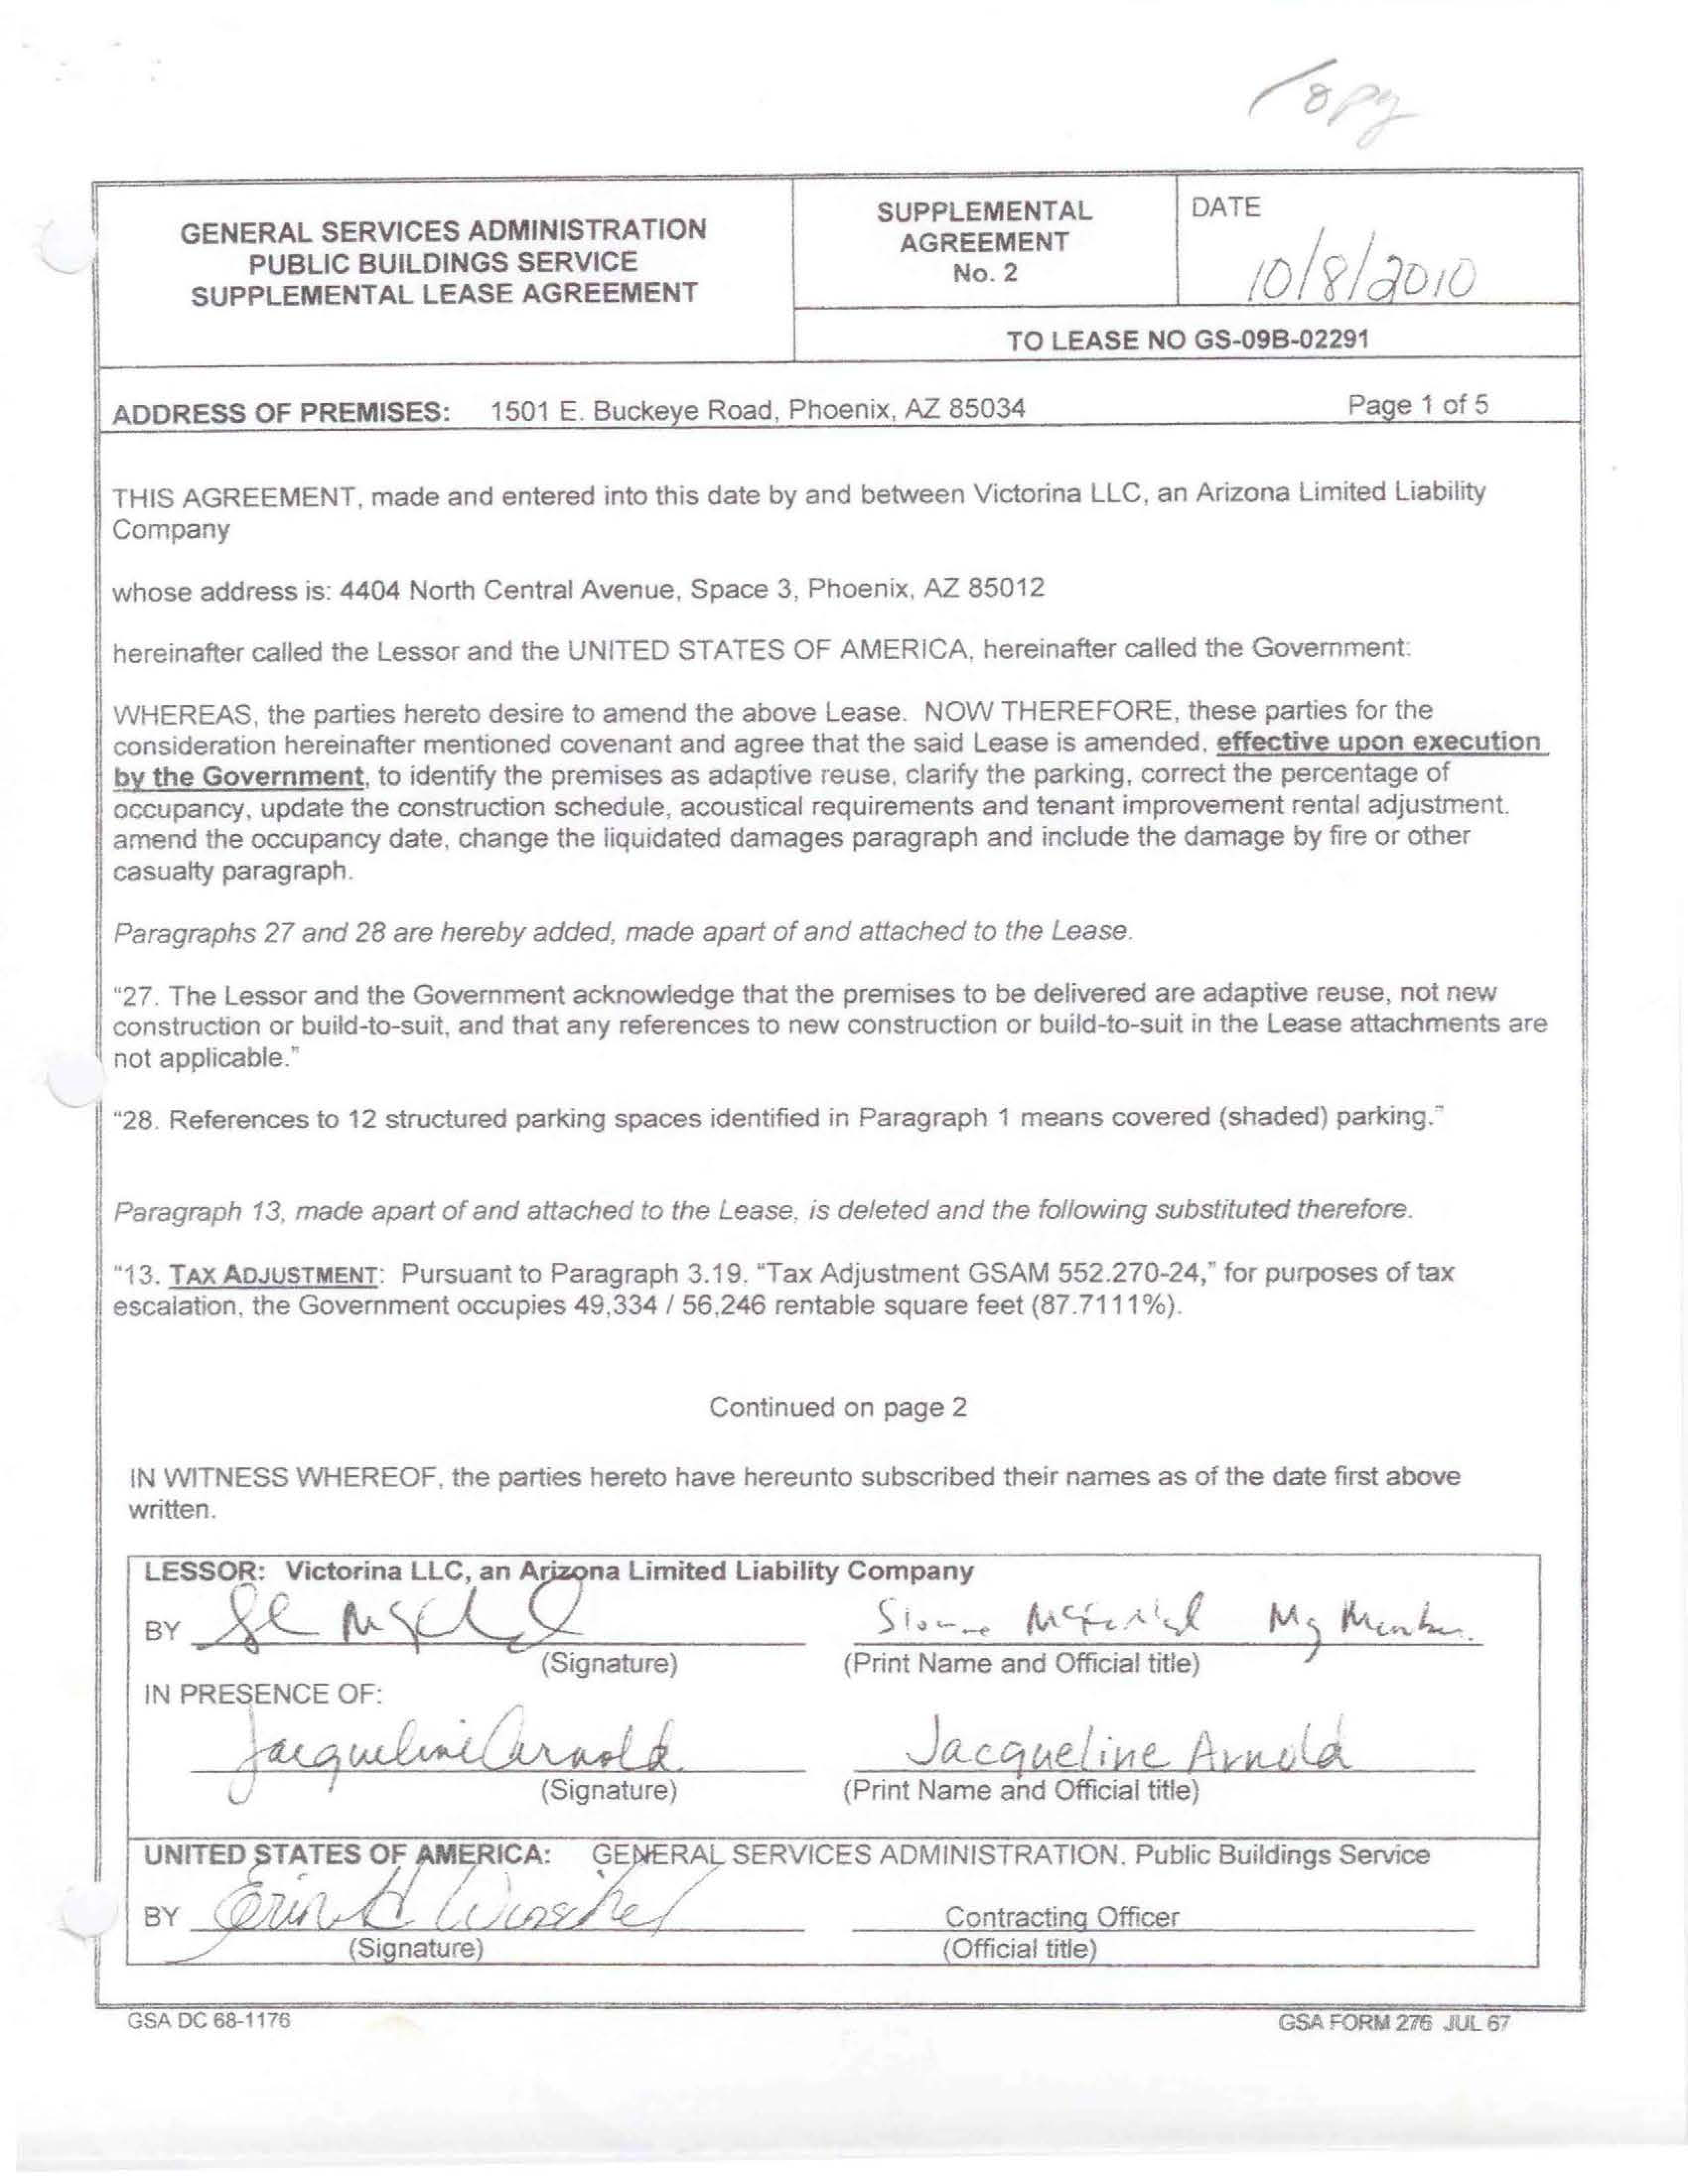 Copy
GENERAL SERVICES ADMINISTRATION
PUBLIC BUILDINGS SERVICE
SUPPLEMENTAL LEASE AGREEMENT
SUPPLEMENTAL
AGREEMENT
No. 2
DATE
10/8/2010
TO LEASE NO GS-09B-02291
ADDRESS OF PREMISES: 1501 E. Buckeye Road, Phoenix, AZ 85034 Page 1 of 5
THIS AGREEMENT, made and entered into this date by and between Victorina LLC, an Arizona Limited Liability
Company
whose address is: 4404 North Central Avenue, Space 3, Phoenix, AZ 85012
hereinafter called the Lessor and the UNITED STATES OF AMERICA, hereinafter called the Government:
WHEREAS, the parties hereto desire to amend the above Lease. NOW THEREFORE, these parties for the
consideration hereinafter mentioned covenant and agree that the said Lease is amended, effective upon execution
by the Government, to identify the premises as adaptive reuse, clarify the parking, correct the percentage of
occupancy, update the construction schedule, acoustical requirements and tenant improvement rental adjustment.
amend the occupancy date, change the liquidated damages paragraph and include the damage by fire or other
casualty paragraph.
Paragraphs 27 and 28 are hereby added, made apart of and attached to the Lease.
"27. The Lessor and the Government acknowledge that the premises to be delivered are adaptive reuse, not new
construction or build-to-suit, and that any references to new construction or build-to-suit in the Lease attachments are
not applicable."
"28. References to 12 structured parking spaces identified in Paragraph 1 means covered (shaded) parking."
Paragraph 13, made apart of and attached to the Lease, is deleted and the following substituted therefore.
"13. TAX ADJUSTMENT: Pursuant to Paragraph 3.19. "Tax Adjustment GSAM 552.270-24," for purposes of tax
escalation, the Government occupies 49,334 / 56,246 rentable square feet (87.7111%).
Continued on page 2
IN WITNESS WHEREOF, the parties hereto have hereunto subscribed their names as of the date first above
written.
LESSOR: Victorina LLC, an Arizona Limited Liability Company
BY
(Signature) (Print Name and Official title)
IN PRESENCE OF:
Jacqueline Arnold Jacqueline Arnold
(Signature) (Print Name and Official title)
UNITED STATES OF AMERICA: GENERAL SERVICES ADMINISTRATION. Public Buildings Service
BY Contracting Officer
(Signature) (Official title)
GSA DC 68-1176 GSA FORM 276 JUL 67